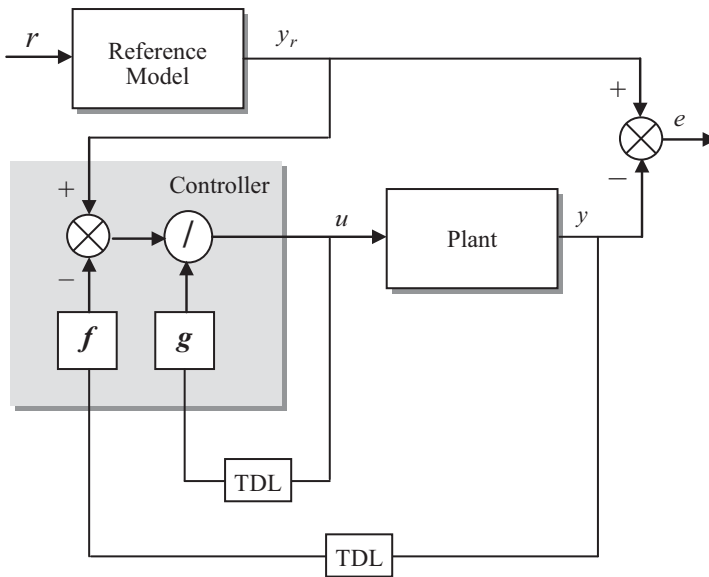 r
Reference
Model
y_r
+
e
−
+
Controller
/
u
Plant
y
−
f
g
TDL
TDL